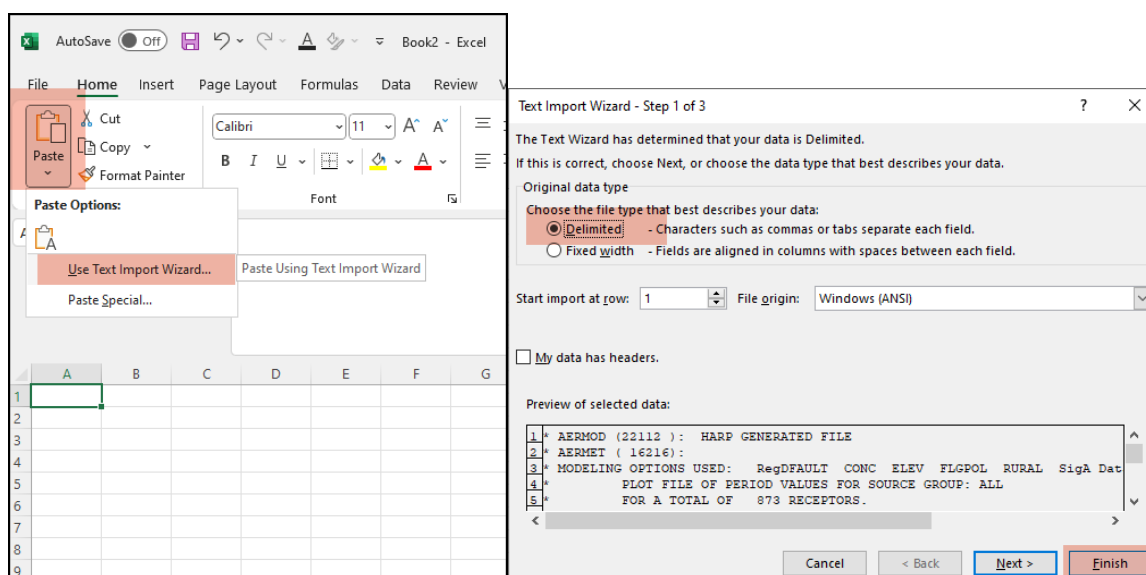 AutoSave Off Book2 - Excel
File Home Insert Page Layout Formulas Data Review
Paste
Cut
Copy
Format Painter
Calibri 11 A A
B I U A
Font
Paste Options:
A
Use Text Import Wizard...
Paste Using Text Import Wizard
Paste Special...
A B C D E F G
1
2
3
4
5
6
7
8
9
Text Import Wizard - Step 1 of 3 ?
The Text Wizard has determined that your data is Delimited.
If this is correct, choose Next, or choose the data type that best describes your data.
Original data type
Choose the file type that best describes your data:
Delimited - Characters such as commas or tabs separate each field.
Fixed width - Fields are aligned in columns with spaces between each field.
Start import at row: 1 File origin: Windows (ANSI)
My data has headers.
Preview of selected data:
1 * AERMOD (22112 ): HARP GENERATED FILE
2 * AERMET ( 16216):
3 * MODELING OPTIONS USED: RegDFAULT CONC ELEV FLGPOL RURAL SigA Dat
4 * PLOT FILE OF PERIOD VALUES FOR SOURCE GROUP: ALL
5 * FOR A TOTAL OF 873 RECEPTORS.
Cancel < Back Next > Finish